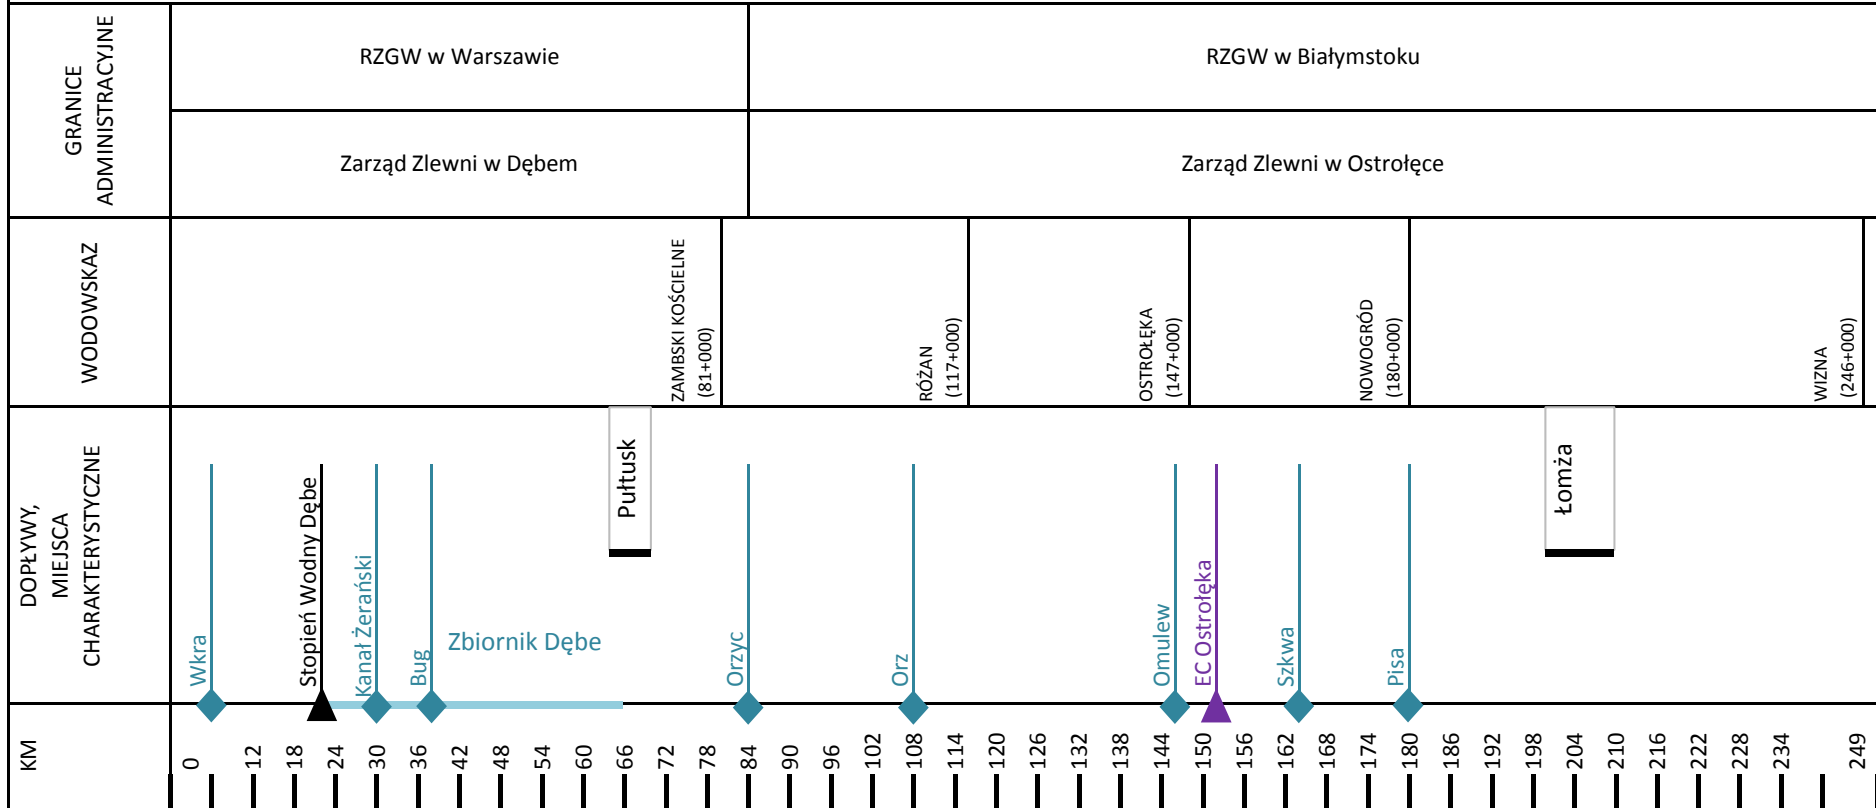 GRANICE
ADMINISTRACYJNE
RZGW w Warszawie
RZGW w Białymstoku
Zarząd Zlewni w Dębem
Zarząd Zlewni w Ostrołęce
WODOWSKAZ
ZAMBSKI KOŚCIELNE
(81+000)
RÓŻAN
(117+000)
OSTROŁĘKA
(147+000)
NOWOGRÓD
(180+000)
WIZNA
(246+000)
DOPŁYWY,
MIEJSCA
CHARAKTERYSTYCZNE
Wkra
Stopień Wodny Dębe
Kanał Żerański
Bug
Zbiornik Dębe
Pułtusk
Orzyc
Orz
Omulew
EC Ostrołęka
Szkwa
Pisa
Łomża
KM
0
12
18
24
30
36
42
48
54
60
66
72
78
84
90
96
102
108
114
120
126
132
138
144
150
156
162
168
174
180
186
192
198
204
210
216
222
228
234
249